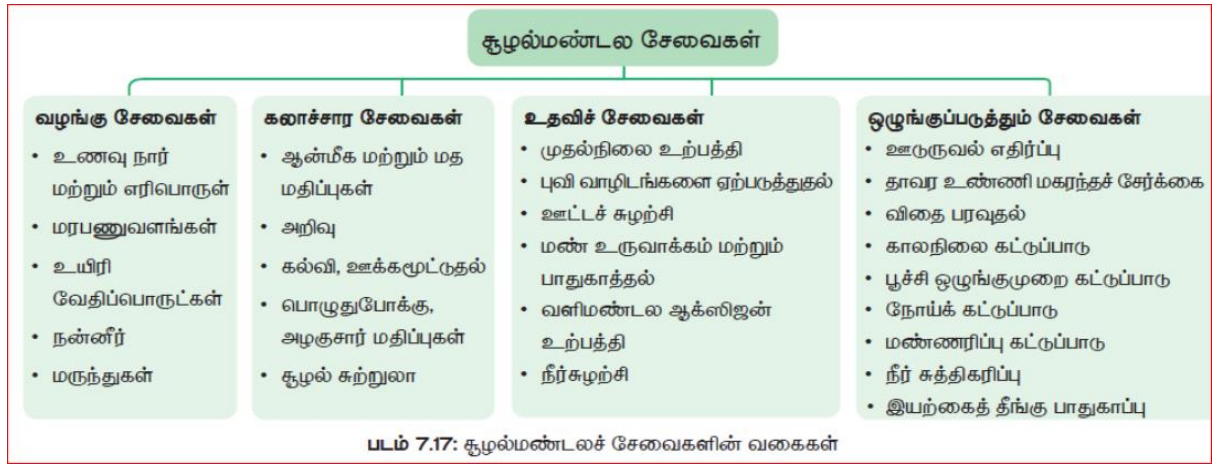 சூழல்மண்டல சேவைகள்
வழங்கு சேவைகள்
• உணவு நார்
மற்றும் எரிபொருள்
• மரபணுவளங்கள்
• உயிரி
வேதிப்பொருட்கள்
• நன்னீர்
• மருந்துகள்
கலாச்சார சேவைகள்
• ஆன்மீக மற்றும் மத
மதிப்புகள்
• அறிவு
• கல்வி, ஊக்கமூட்டுதல்
• பொழுதுபோக்கு,
அழகுசார் மதிப்புகள்
• சூழல் சுற்றுலா
உதவிச் சேவைகள்
• முதல்நிலை உற்பத்தி
• புவி வாழிடங்களை ஏற்படுத்துதல்
• ஊட்டச் சுழற்சி
• மண் உருவாக்கம் மற்றும்
பாதுகாத்தல்
• வளிமண்டல ஆக்ஸிஜன்
உற்பத்தி
• நீர்சுழற்சி
ஒழுங்குப்படுத்தும் சேவைகள்
• ஊடுருவல் எதிர்ப்பு
• தாவர உண்ணி மகரந்தச் சேர்க்கை
• விதை பரவுதல்
• காலநிலை கட்டுப்பாடு
• பூச்சி ஒழுங்குமுறை கட்டுப்பாடு
• நோய்க் கட்டுப்பாடு
• மண்ணரிப்பு கட்டுப்பாடு
• நீர் சுத்திகரிப்பு
• இயற்கைத் தீங்கு பாதுகாப்பு
படம் 7.17: சூழல்மண்டலச் சேவைகளின் வகைகள்